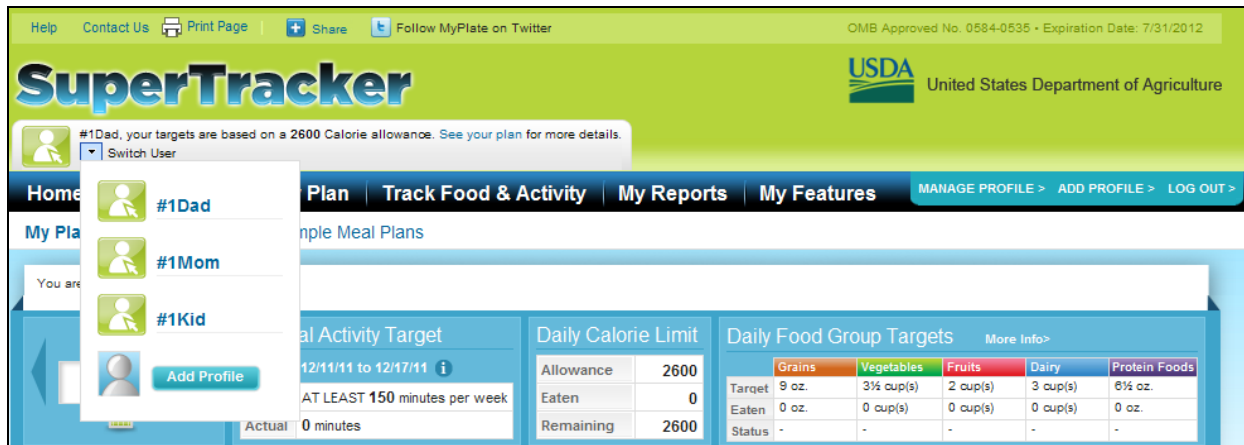 Help Contact Us Print Page Share Follow MyPlate on Twitter OMB Approved No. 0584-0535 • Expiration Date: 7/31/2012
SuperTracker
USDA United States Department of Agriculture
#1Dad, your targets are based on a 2600 Calorie allowance. See your plan for more details.
Switch User
Home Plan Track Food & Activity My Reports My Features MANAGE PROFILE > ADD PROFILE > LOG OUT >
#1Dad
My Pla mple Meal Plans
#1Mom
You are
#1Kid
Add Profile
al Activity Target
12/11/11 to 12/17/11
AT LEAST 150 minutes per week
Actual 0 minutes
Daily Calorie Limit
Allowance 2600
Eaten 0
Remaining 2600
Daily Food Group Targets More Info>
Grains Vegetables Fruits Dairy Protein Foods
Target 9 oz. 3½ cup(s) 2 cup(s) 3 cup(s) 6½ oz.
Eaten 0 oz. 0 cup(s) 0 cup(s) 0 cup(s) 0 oz.
Status - - - - -